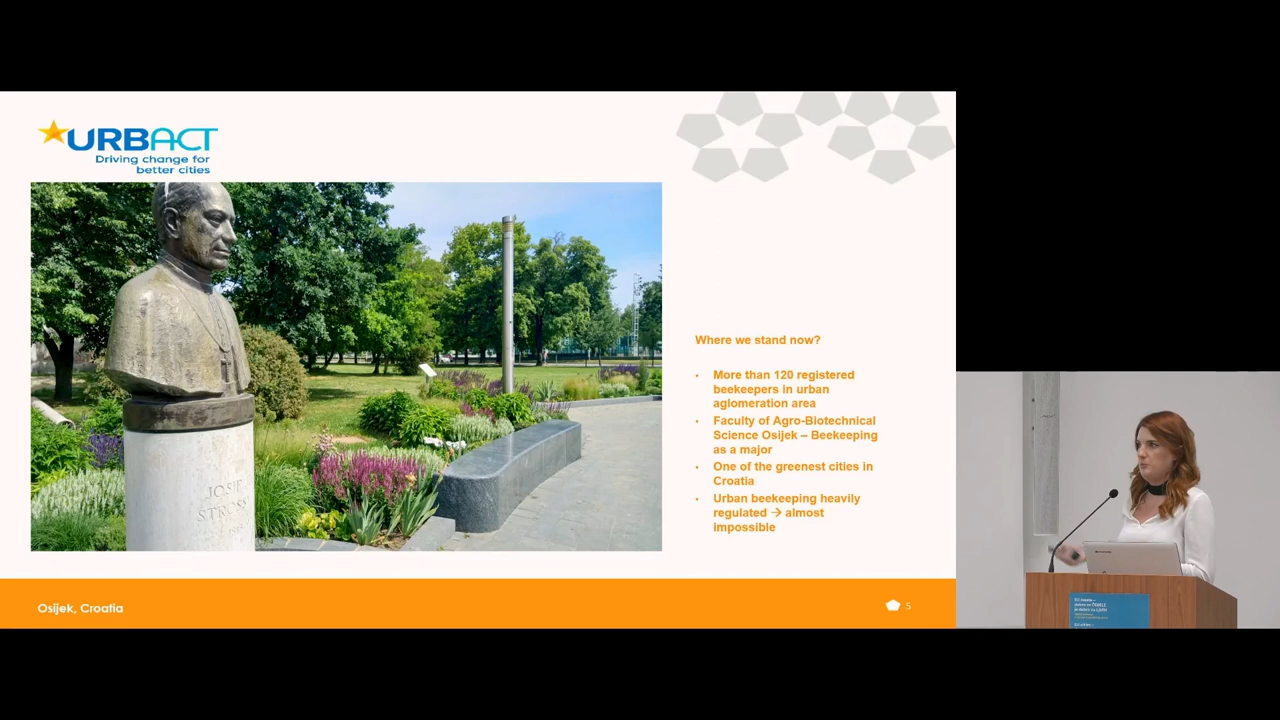 URBACT
Driving change for
better cities
JOSIP
STROSS
Where we stand now?
• More than 120 registered
beekeepers in urban
aglomeration area
• Faculty of Agro-Biotechnical
Science Osijek – Beekeeping
as a major
• One of the greenest cities in
Croatia
• Urban beekeeping heavily
regulated → almost
impossible
Osijek, Croatia
5